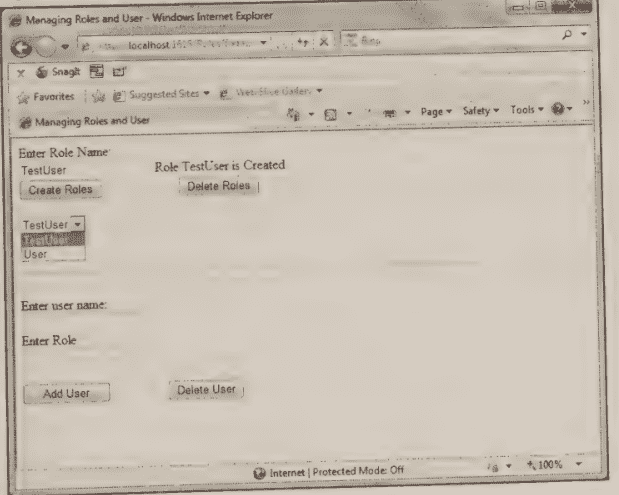 Managing Roles and User - Windows Internet Explorer
localhost
Snagit
Favorites Suggested Sites
Managing Roles and User Page Safety Tools
Enter Role Name:
TestUser Role TestUser is Created
Create Roles Delete Roles
TestUser
TestUser
User
Enter user name:
Enter Role
Add User Delete User
Internet | Protected Mode: Off 100%